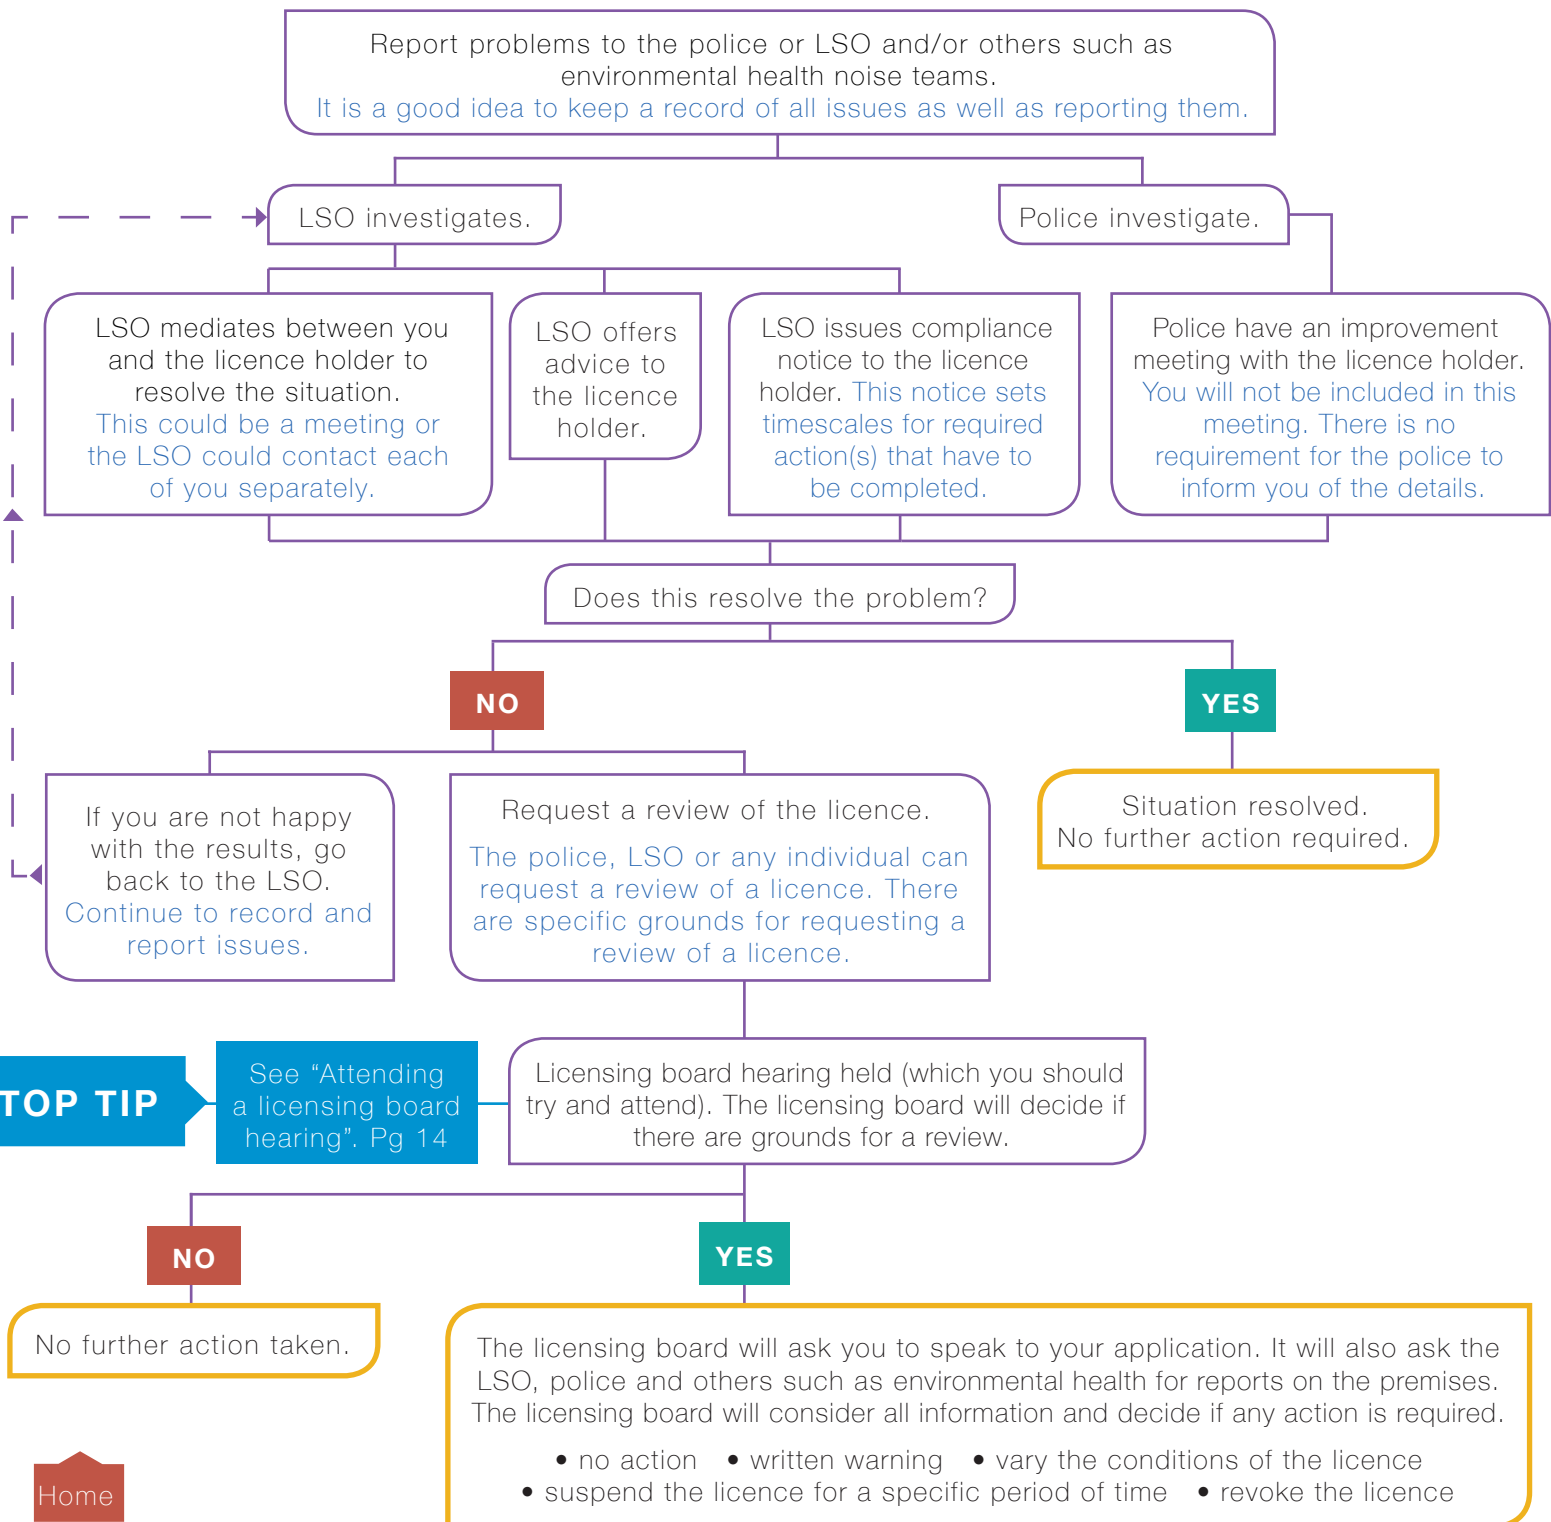 Report problems to the police or LSO and/or others such as
environmental health noise teams.
It is a good idea to keep a record of all issues as well as reporting them.
LSO investigates.
Police investigate.
LSO mediates between you
and the licence holder to
resolve the situation.
This could be a meeting or
the LSO could contact each
of you separately.
LSO offers
advice to
the licence
holder.
LSO issues compliance
notice to the licence
holder. This notice sets
timescales for required
action(s) that have to
be completed.
Police have an improvement
meeting with the licence holder.
You will not be included in this
meeting. There is no
requirement for the police to
inform you of the details.
Does this resolve the problem?
NO
YES
If you are not happy
with the results, go
back to the LSO.
Continue to record and
report issues.
Request a review of the licence.
The police, LSO or any individual can
request a review of a licence. There
are specific grounds for requesting a
review of a licence.
Situation resolved.
No further action required.
TOP TIP
See “Attending
a licensing board
hearing”. Pg 14
Licensing board hearing held (which you should
try and attend). The licensing board will decide if
there are grounds for a review.
NO
YES
No further action taken.
The licensing board will ask you to speak to your application. It will also ask the
LSO, police and others such as environmental health for reports on the premises.
The licensing board will consider all information and decide if any action is required.
• no action • written warning • vary the conditions of the licence
• suspend the licence for a specific period of time • revoke the licence
Home